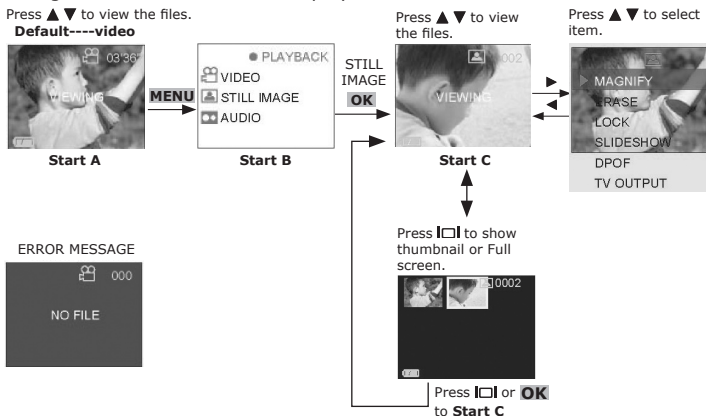 Press ▲ ▼ to view the files.
Default----video
03'36"
VIEWING
Start A
MENU
PLAYBACK
VIDEO
STILL IMAGE
AUDIO
Start B
STILL
IMAGE
OK
Press ▲ ▼ to view
the files.
0002
VIEWING
Start C
Press ▲ ▼ to select
item.
MAGNIFY
ERASE
LOCK
SLIDESHOW
DPOF
TV OUTPUT
Press to show
thumbnail or Full
screen.
0002
Press or OK
to Start C
ERROR MESSAGE
000
NO FILE